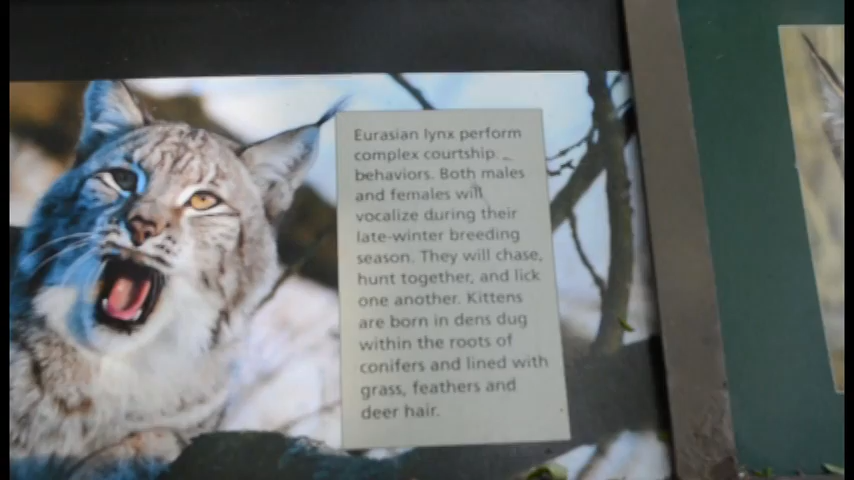 Eurasian lynx perform
complex courtship
behaviors. Both males
and females will
vocalize during their
late-winter breeding
season. They will chase,
hunt together, and lick
one another. Kittens
are born in dens dug
within the roots of
conifers and lined with
grass, feathers and
deer hair.